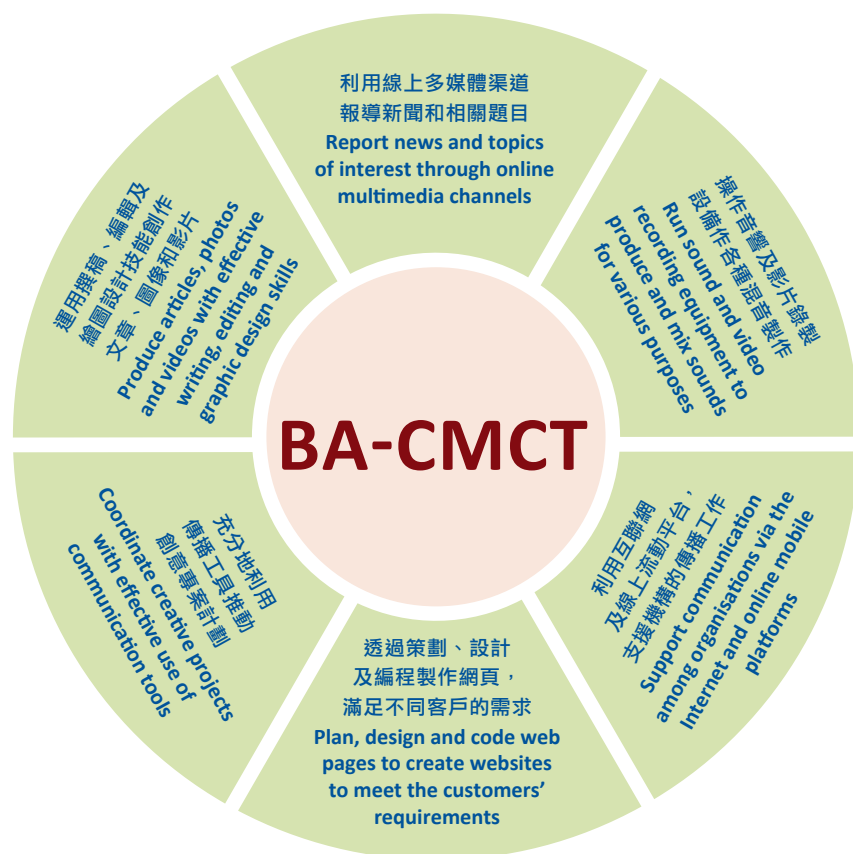 利用線上多媒體渠道
報導新聞和相關題目
Report news and topics
of interest through online
multimedia channels
操作音響及影片錄製
設備作各種混音製作
Run sound and video
recording equipment to
produce and mix sounds
for various purposes
利用互聯網
及線上流動平台，
支援機構的傳播工作
Support communication
among organisations via the
Internet and online mobile
platforms
透過策劃、設計
及編程製作網頁，
滿足不同客戶的需求
Plan, design and code web
pages to create websites
to meet the customers’
requirements
充分地利用
傳播工具推動
創意專案計劃
Coordinate creative projects
with effective use of
communication tools
運用撰稿、編輯及
繪圖設計技能創作
文章、圖像和影片
Produce articles, photos
and videos with effective
writing, editing and
graphic design skills
BA-CMCT